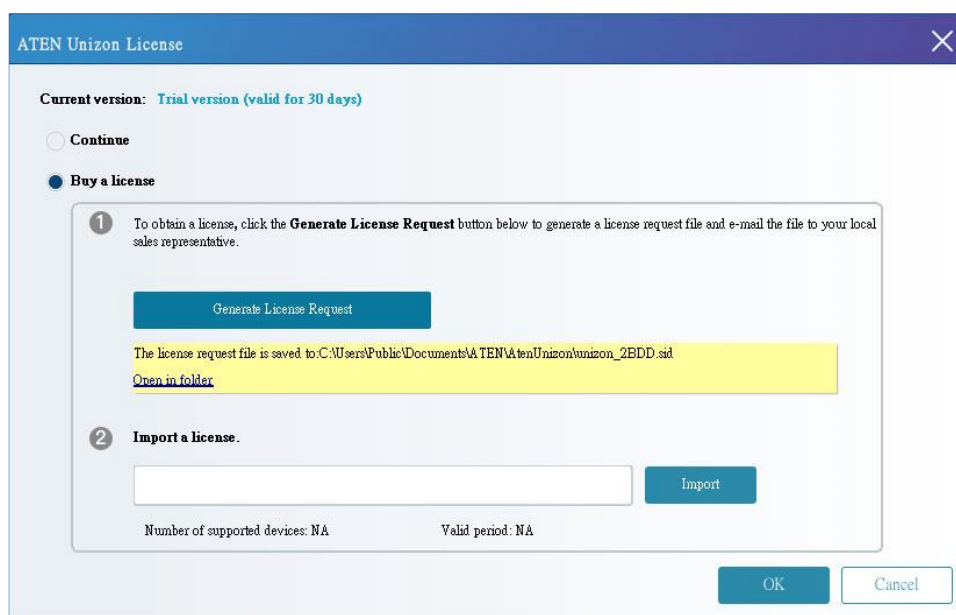 ATEN Unizon License
Current version: Trial version (valid for 30 days)
Continue
Buy a license
1
To obtain a license, click the Generate License Request button below to generate a license request file and e-mail the file to your local
sales representative.
Generate License Request
The license request file is saved to:C:\Users\Public\Documents\ATEN\AtenUnizon\unizon_2BDD.sid
Open in folder
2 Import a license.
Import
Number of supported devices: NA Valid period: NA
OK Cancel